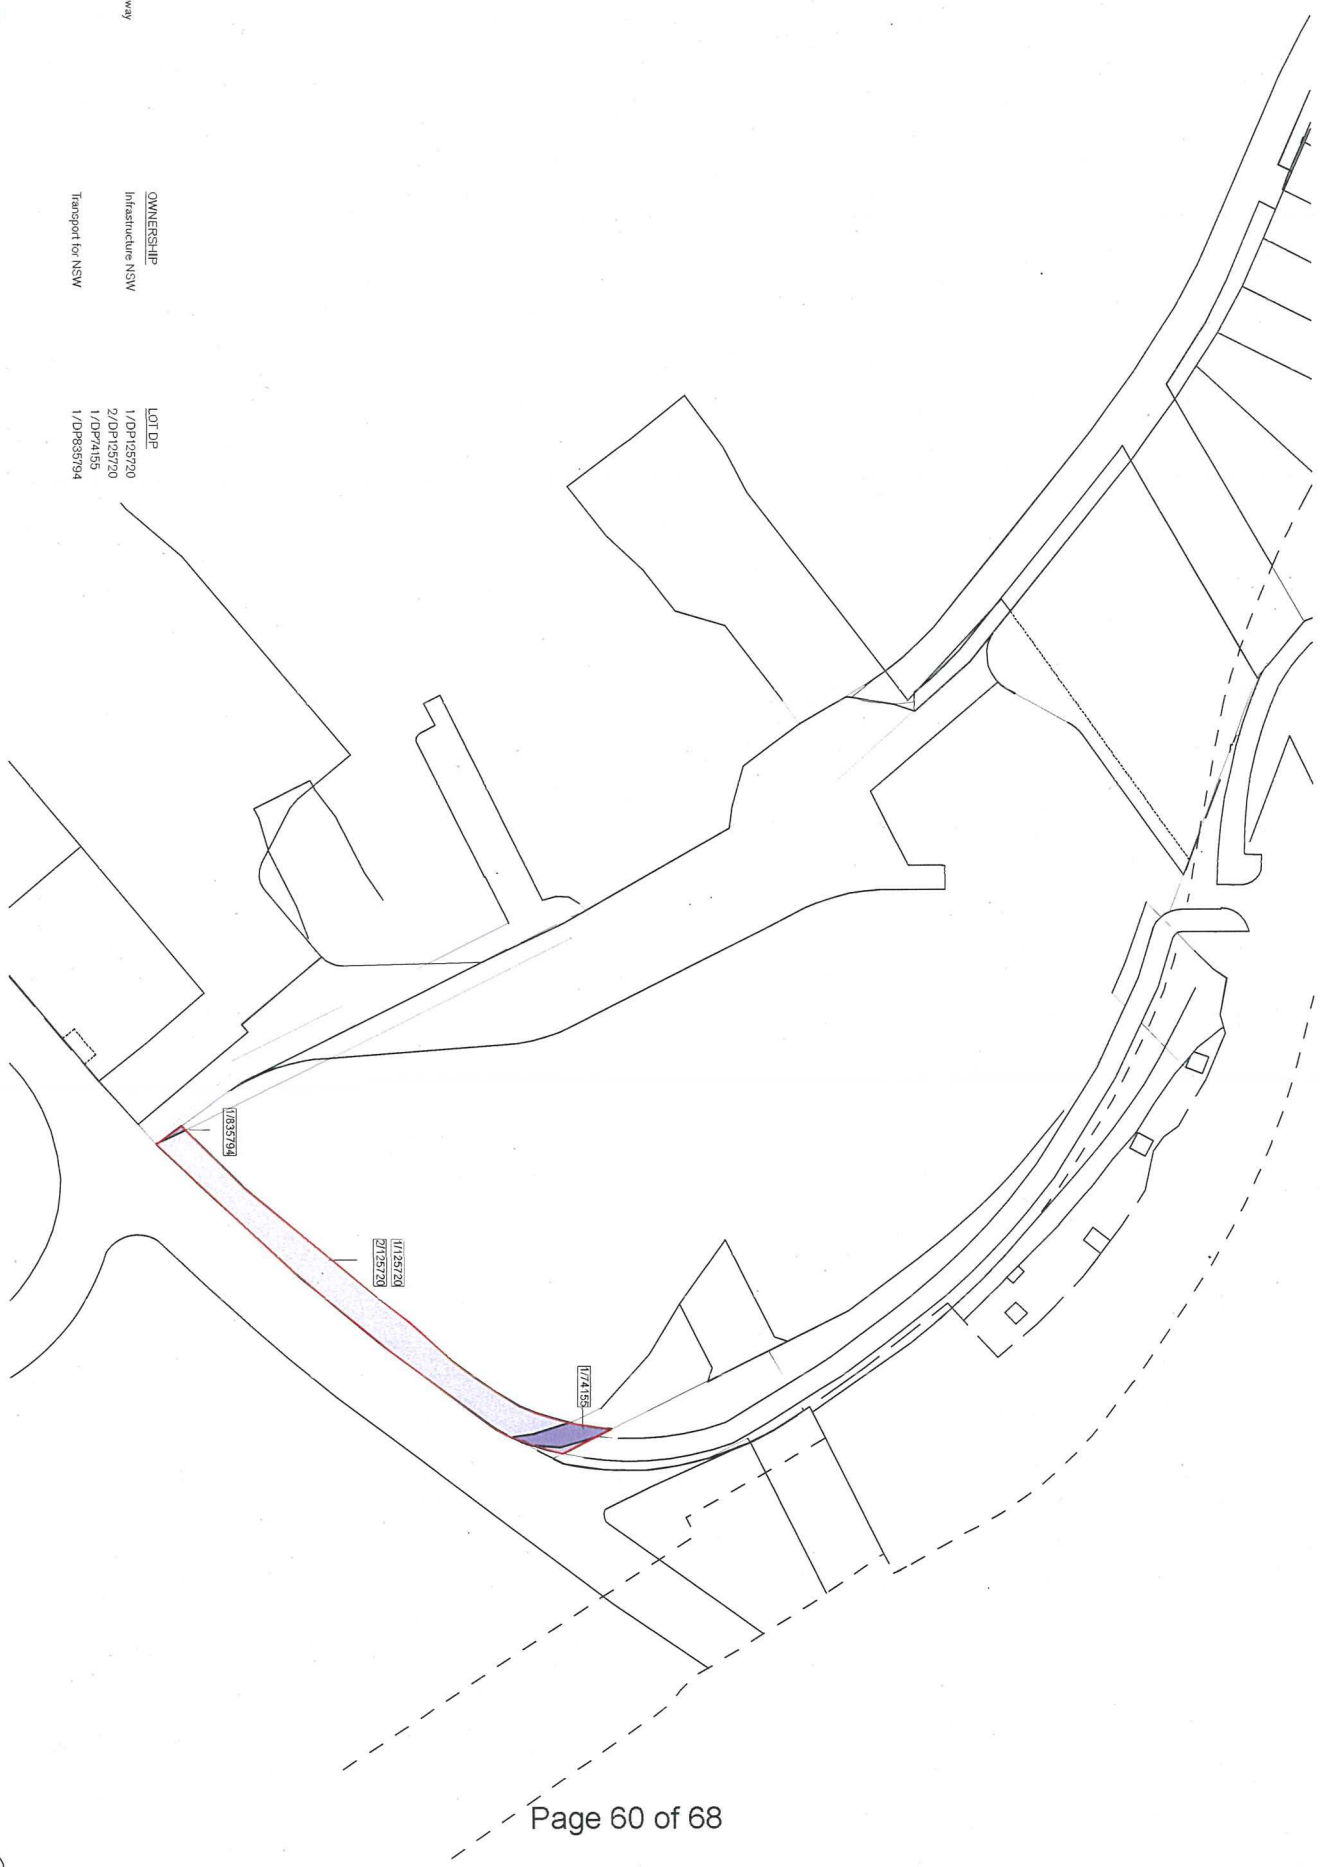 way
OWNERSHIP
LOT DP
Infrastructure NSW
1/DP125720
2/DP125720
1/DP74155
Transport for NSW
1/DP835794
1/835794
1/125720
2/125720
1/74155
Page 60 of 68